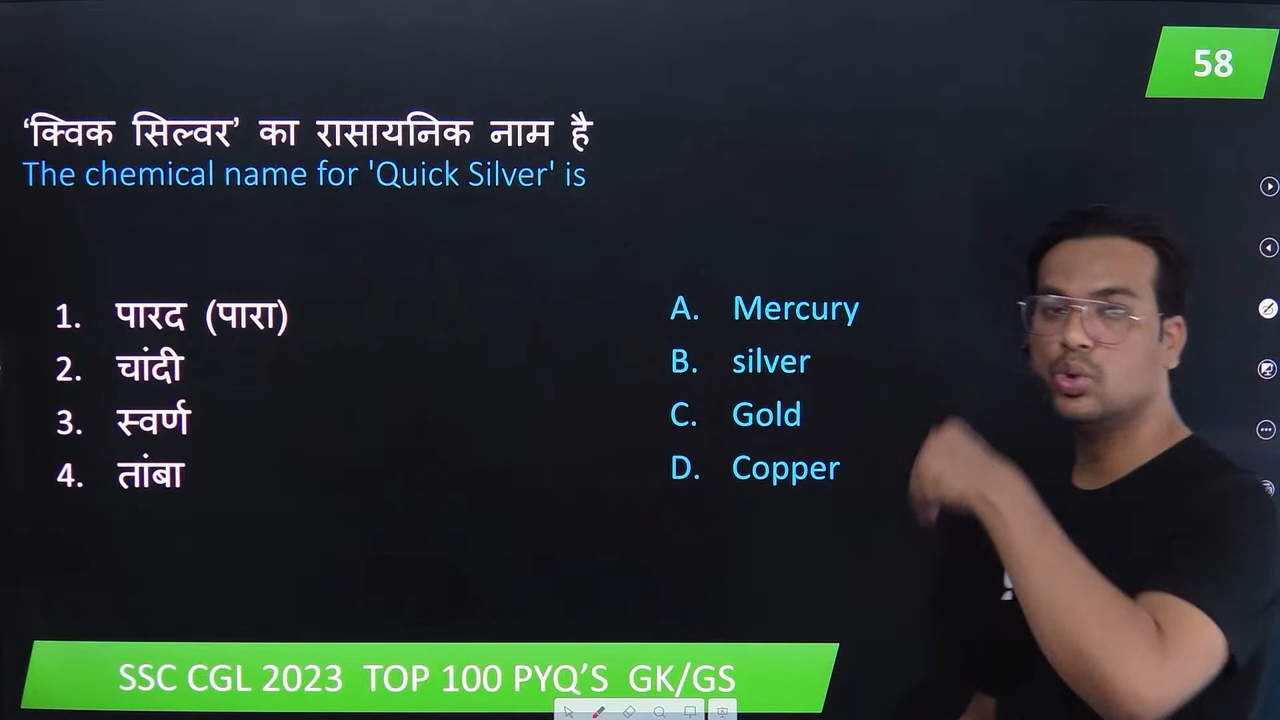 58
‘क्विक सिल्वर’ का रासायनिक नाम है
The chemical name for 'Quick Silver' is
1. पारद (पारा)
2. चांदी
3. स्वर्ण
4. तांबा
A. Mercury
B. silver
C. Gold
D. Copper
SSC CGL 2023 TOP 100 PYQ’S GK/GS